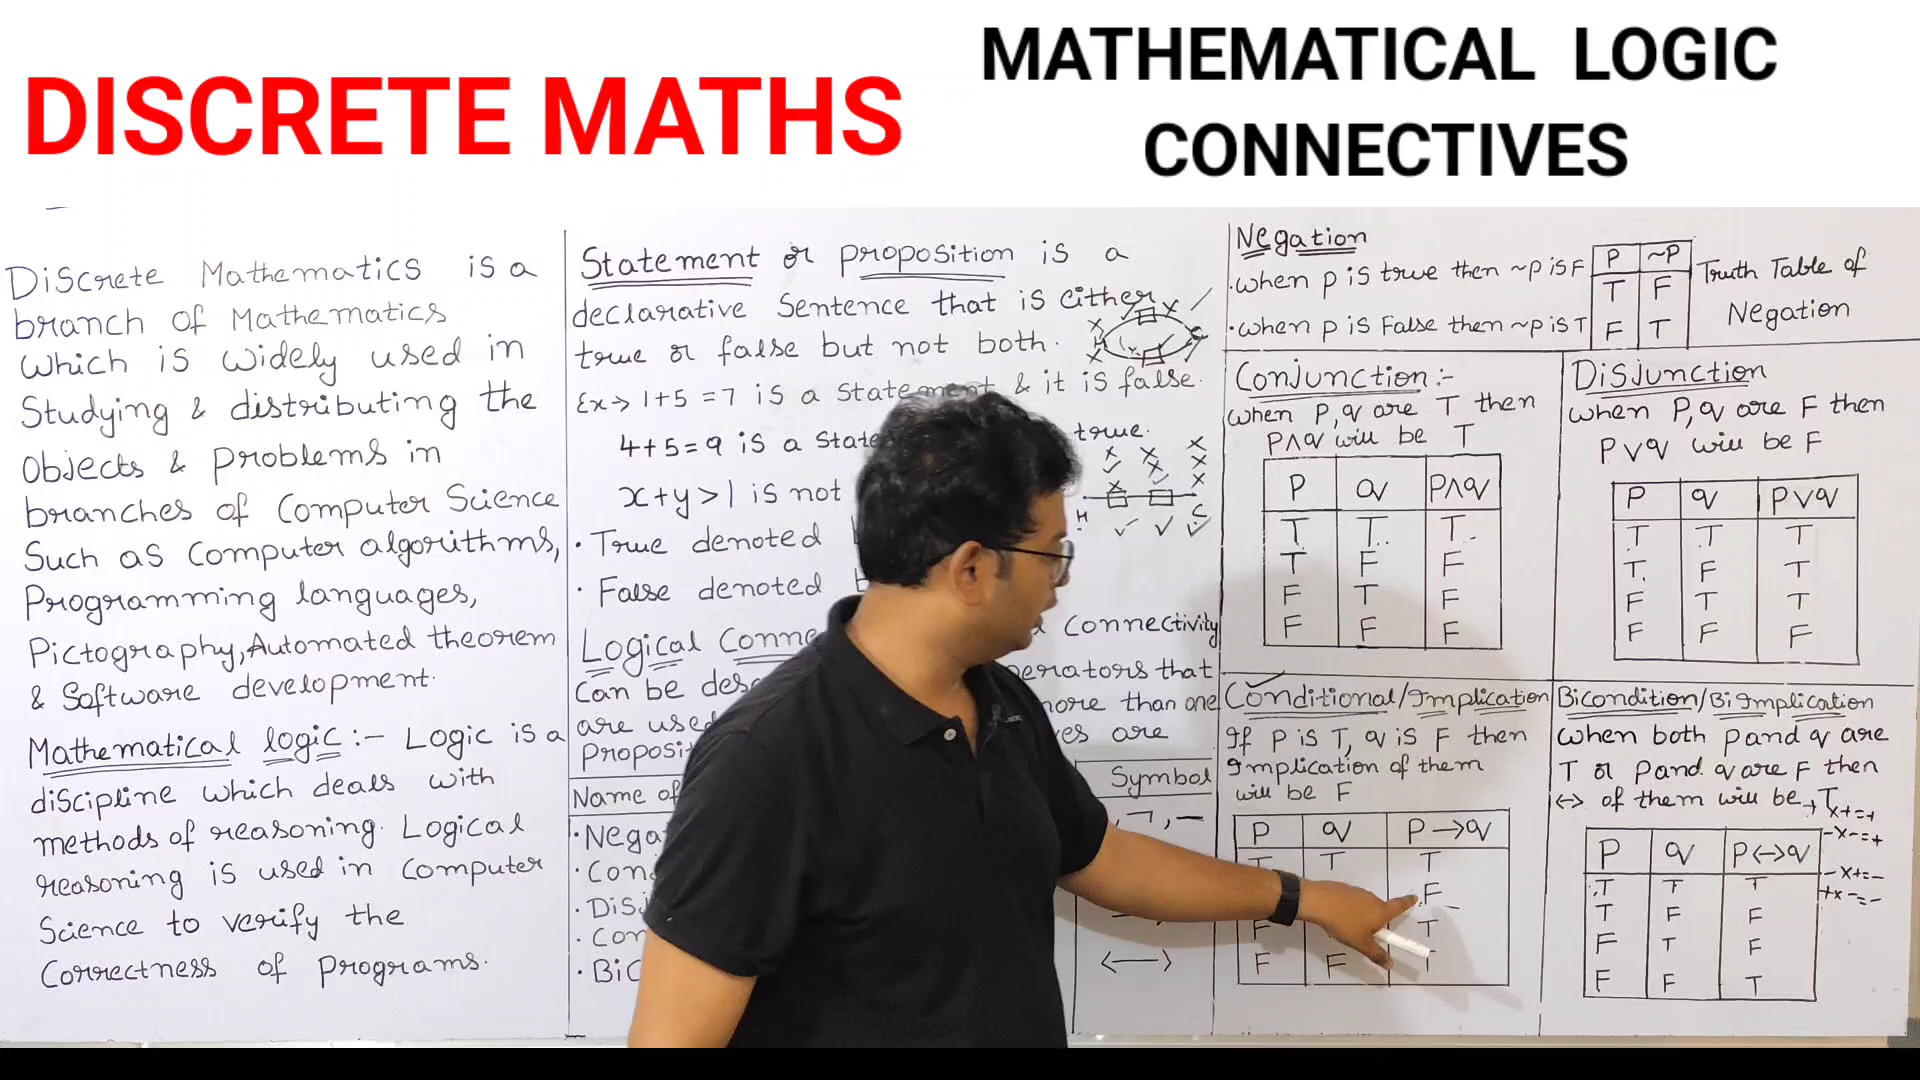 DISCRETE MATHS
MATHEMATICAL LOGIC
CONNECTIVES
Discrete Mathematics is a
branch of Mathematics
which is widely used in
Studying & distributing the
objects & problems in
branches of Computer Science
Such as Computer algorithms,
Programming languages,
Pictography, Automated theorem
& Software development.
Mathematical logic :- Logic is a
discipline which deals with
methods of reasoning. Logical
reasoning is used in Computer
Science to verify the
Correctness of programs.
Statement or proposition is a
declarative Sentence that is either
true or false but not both.
Ex→ 1+5=7 is a Statement & it is false.
4+5=9 is a State true.
x+y>1 is not
• True denoted
• False denoted
Logical Conne Connectivity
Can be des perators that
are used more than one
Proposit es are
Name of Symbol
• Nega , ¬ , —
• Con
• Disj
• Con →
• BiC ↔
H C
H C
Negation
• when p is true then ~p is F
• when p is False then ~p is T
P ~P
T F
F T
Truth Table of
Negation
Conjunction :-
when P, q are T then
P∧q will be T
P q P∧q
T T T
T F F
F T F
F F F
Disjunction
when P, q are F then
P∨q will be F
P q P∨q
T T T
T F T
F T T
F F F
Conditional/Implication
If P is T, q is F then
Implication of them
will be F
P q P→q
T T T
F
F T
F F T
Bicondition/BiImplication
when both p and q are
T or p and q are F then
↔ of them will be T
P q P↔q
T T T
T F F
F T F
F F T
+x+=+
-x-=+
-x+=-
+x-=-